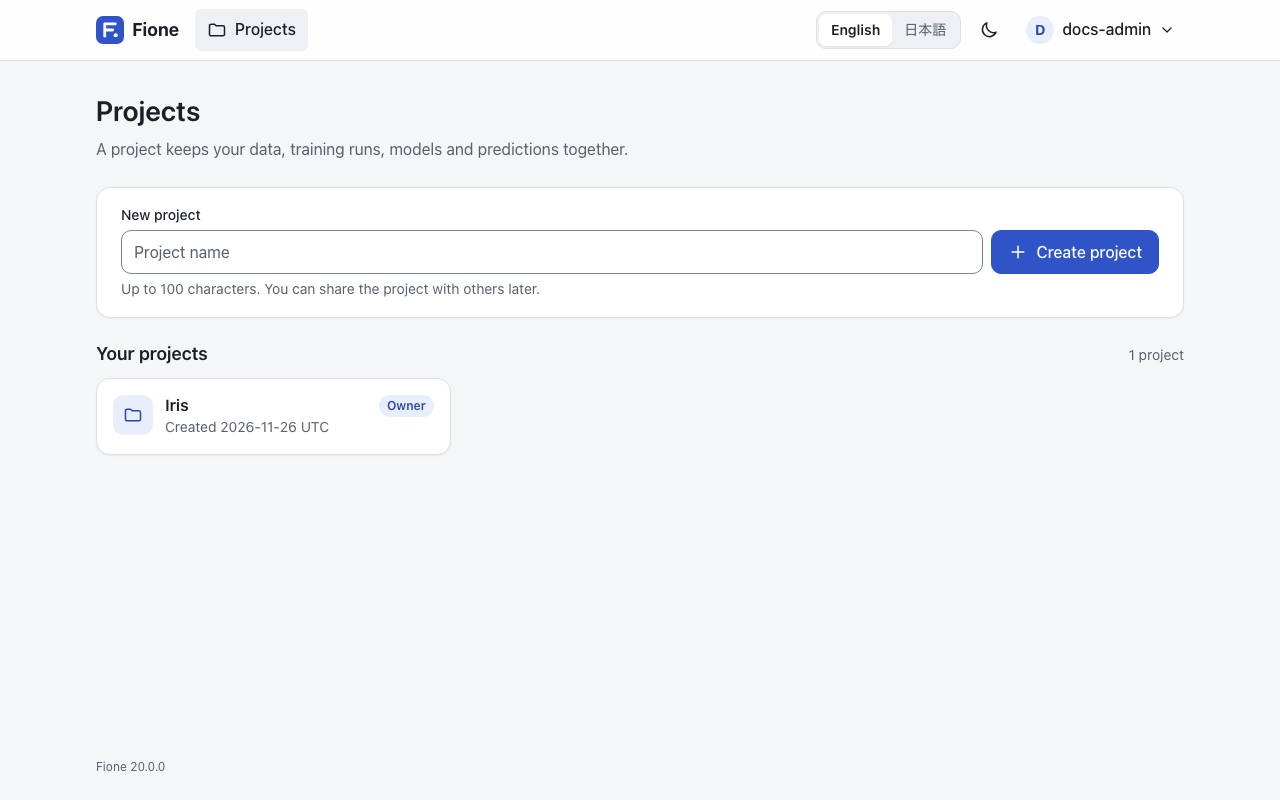 Fione
Projects
English
日本語
D
docs-admin
Projects
A project keeps your data, training runs, models and predictions together.
New project
Project name
Create project
Up to 100 characters. You can share the project with others later.
Your projects
1 project
Iris
Owner
Created 2026-11-26 UTC
Fione 20.0.0